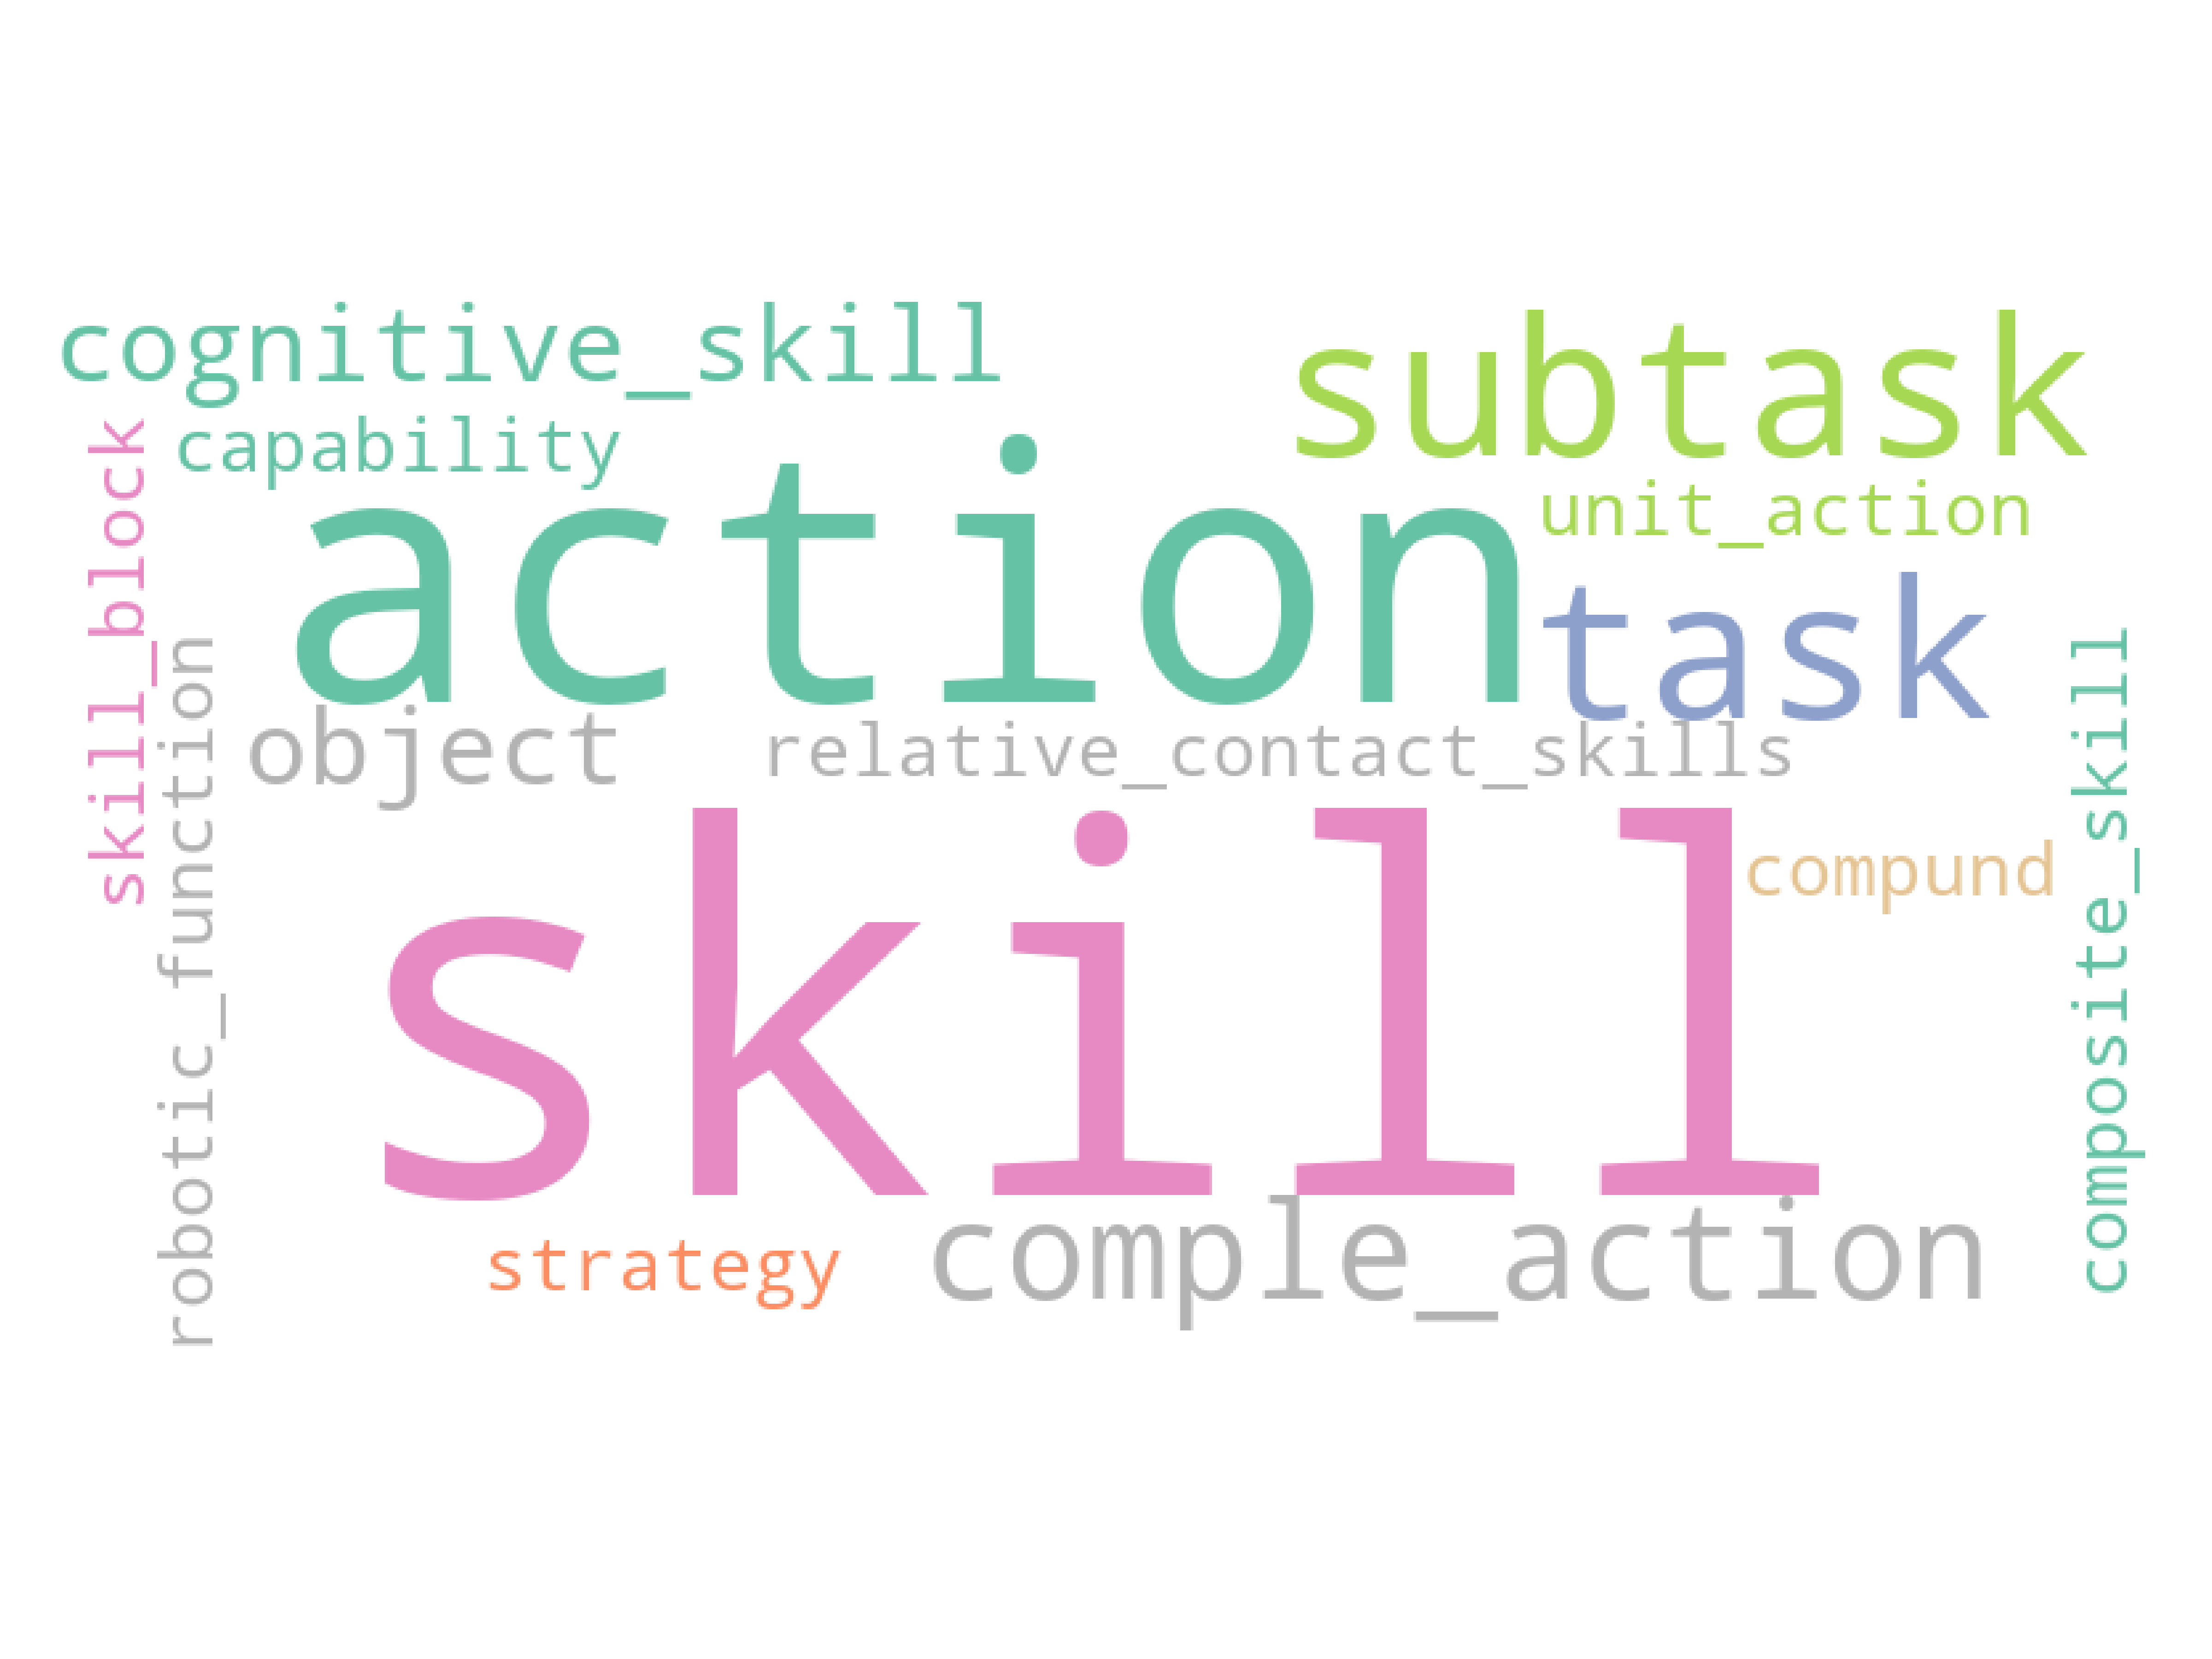 cognitive_skill
subtask
capability
action
unit_action
skill_block
task
object
relative_contact_skills
robotic_function
skill
compund
composite_skill
strategy
comple_action